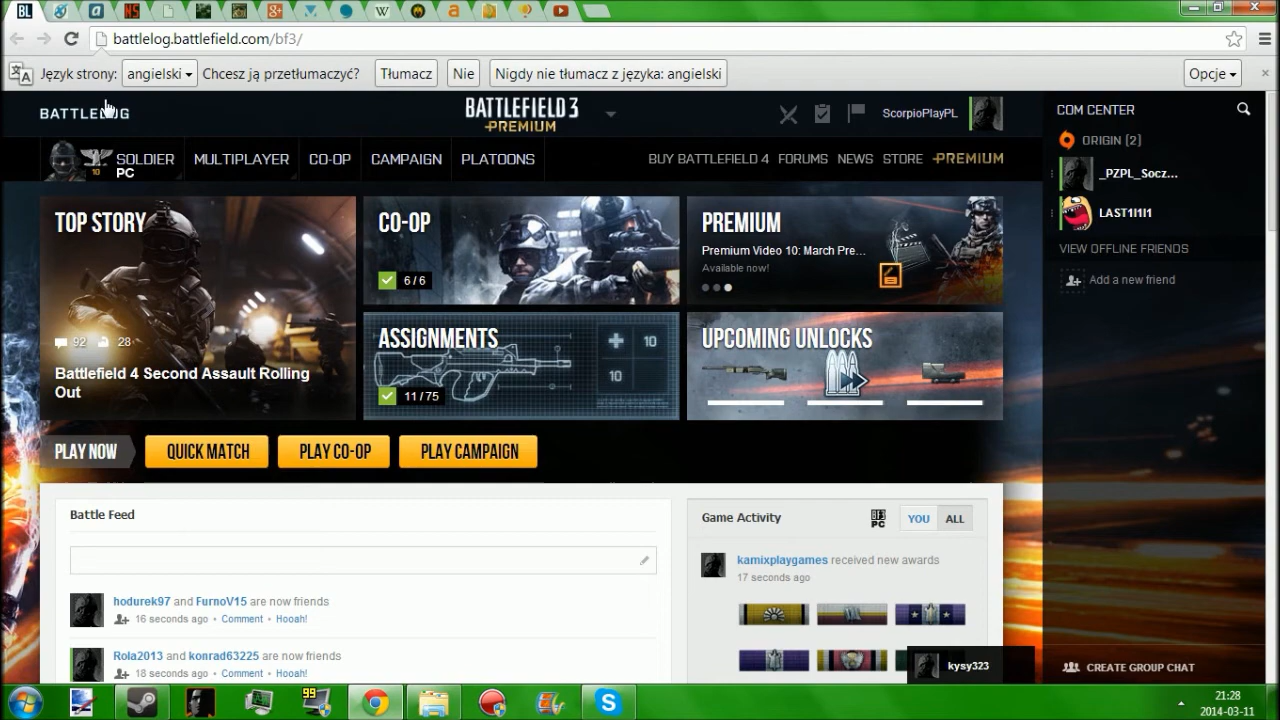 BL
battlelog.battlefield.com/bf3/
Język strony: angielski Chcesz ją przetłumaczyć? Tłumacz Nie Nigdy nie tłumacz z języka: angielski Opcje
BATTLELOG
BATTLEFIELD 3
PREMIUM
ScorpioPlayPL
COM CENTER
SOLDIER
PC
10
MULTIPLAYER
CO-OP
CAMPAIGN
PLATOONS
BUY BATTLEFIELD 4 FORUMS NEWS STORE PREMIUM
ORIGIN (2)
_PZPL_Socz...
LAST1I1I1
VIEW OFFLINE FRIENDS
Add a new friend
TOP STORY
92 28
Battlefield 4 Second Assault Rolling
Out
CO-OP
6 / 6
PREMIUM
Premium Video 10: March Pre...
Available now!
ASSIGNMENTS
10
10
11 / 75
UPCOMING UNLOCKS
PLAY NOW QUICK MATCH PLAY CO-OP PLAY CAMPAIGN
Battle Feed
hodurek97 and FurnoV15 are now friends
16 seconds ago • Comment • Hooah!
Rola2013 and konrad63225 are now friends
18 seconds ago • Comment • Hooah!
Game Activity
BF3
PC
YOU ALL
kamixplaygames received new awards
17 seconds ago
kysy323
CREATE GROUP CHAT
99
21:28
2014-03-11